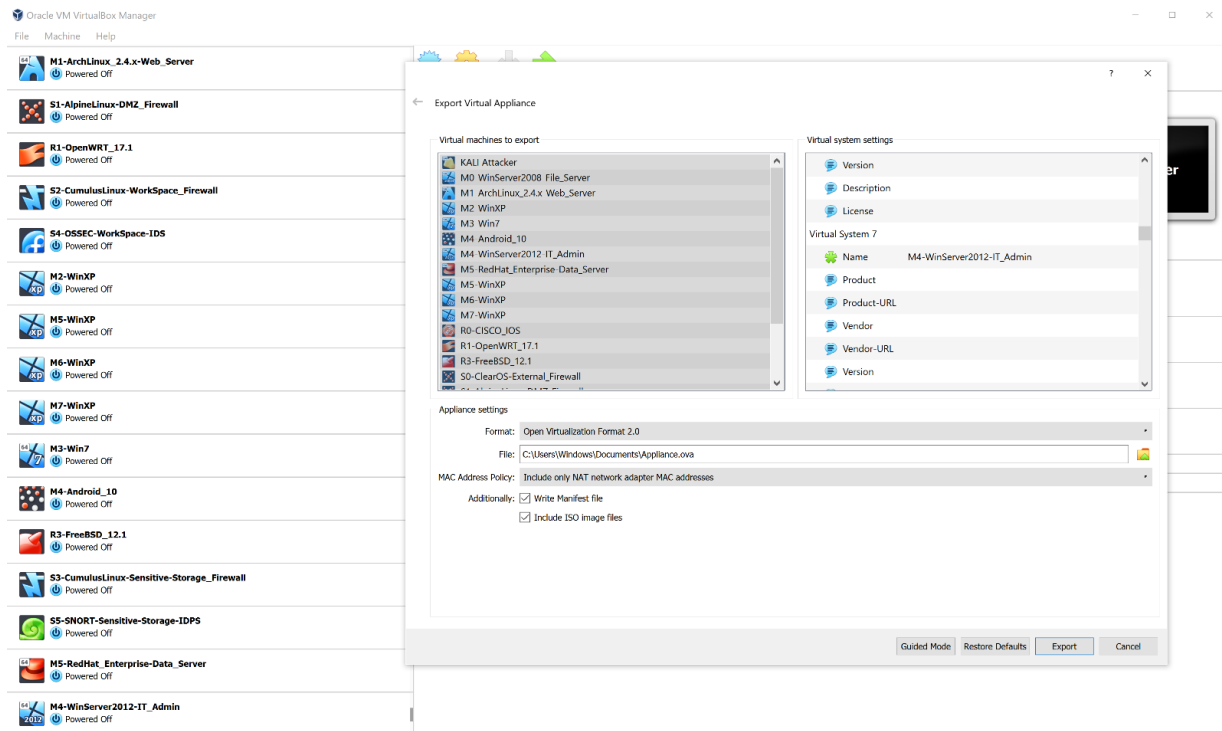 Oracle VM VirtualBox Manager
File Machine Help
M1-ArchLinux_2.4.x-Web_Server
Powered Off
S1-AlpineLinux-DMZ_Firewall
Powered Off
R1-OpenWRT_17.1
Powered Off
S2-CumulusLinux-WorkSpace_Firewall
Powered Off
S4-OSSEC-WorkSpace-IDS
Powered Off
M2-WinXP
Powered Off
M5-WinXP
Powered Off
M6-WinXP
Powered Off
M7-WinXP
Powered Off
M3-Win7
Powered Off
M4-Android_10
Powered Off
R3-FreeBSD_12.1
Powered Off
S3-CumulusLinux-Sensitive-Storage_Firewall
Powered Off
S5-SNORT-Sensitive-Storage-IDPS
Powered Off
M5-RedHat_Enterprise-Data_Server
Powered Off
M4-WinServer2012-IT_Admin
Powered Off
?
Export Virtual Appliance
Virtual machines to export
KALI Attacker
M0 WinServer2008 File_Server
M1 ArchLinux_2.4.x Web_Server
M2 WinXP
M3 Win7
M4 Android_10
M4-WinServer2012-IT_Admin
M5-RedHat_Enterprise-Data_Server
M5-WinXP
M6-WinXP
M7-WinXP
R0-CISCO_IOS
R1-OpenWRT_17.1
R3-FreeBSD_12.1
S0-ClearOS-External_Firewall
Virtual system settings
Version
Description
License
Virtual System 7
Name M4-WinServer2012-IT_Admin
Product
Product-URL
Vendor
Vendor-URL
Version
Appliance settings
Format: Open Virtualization Format 2.0
File: C:\Users\Windows\Documents\Appliance.ova
MAC Address Policy: Include only NAT network adapter MAC addresses
Additionally: Write Manifest file
Include ISO image files
Guided Mode Restore Defaults Export Cancel